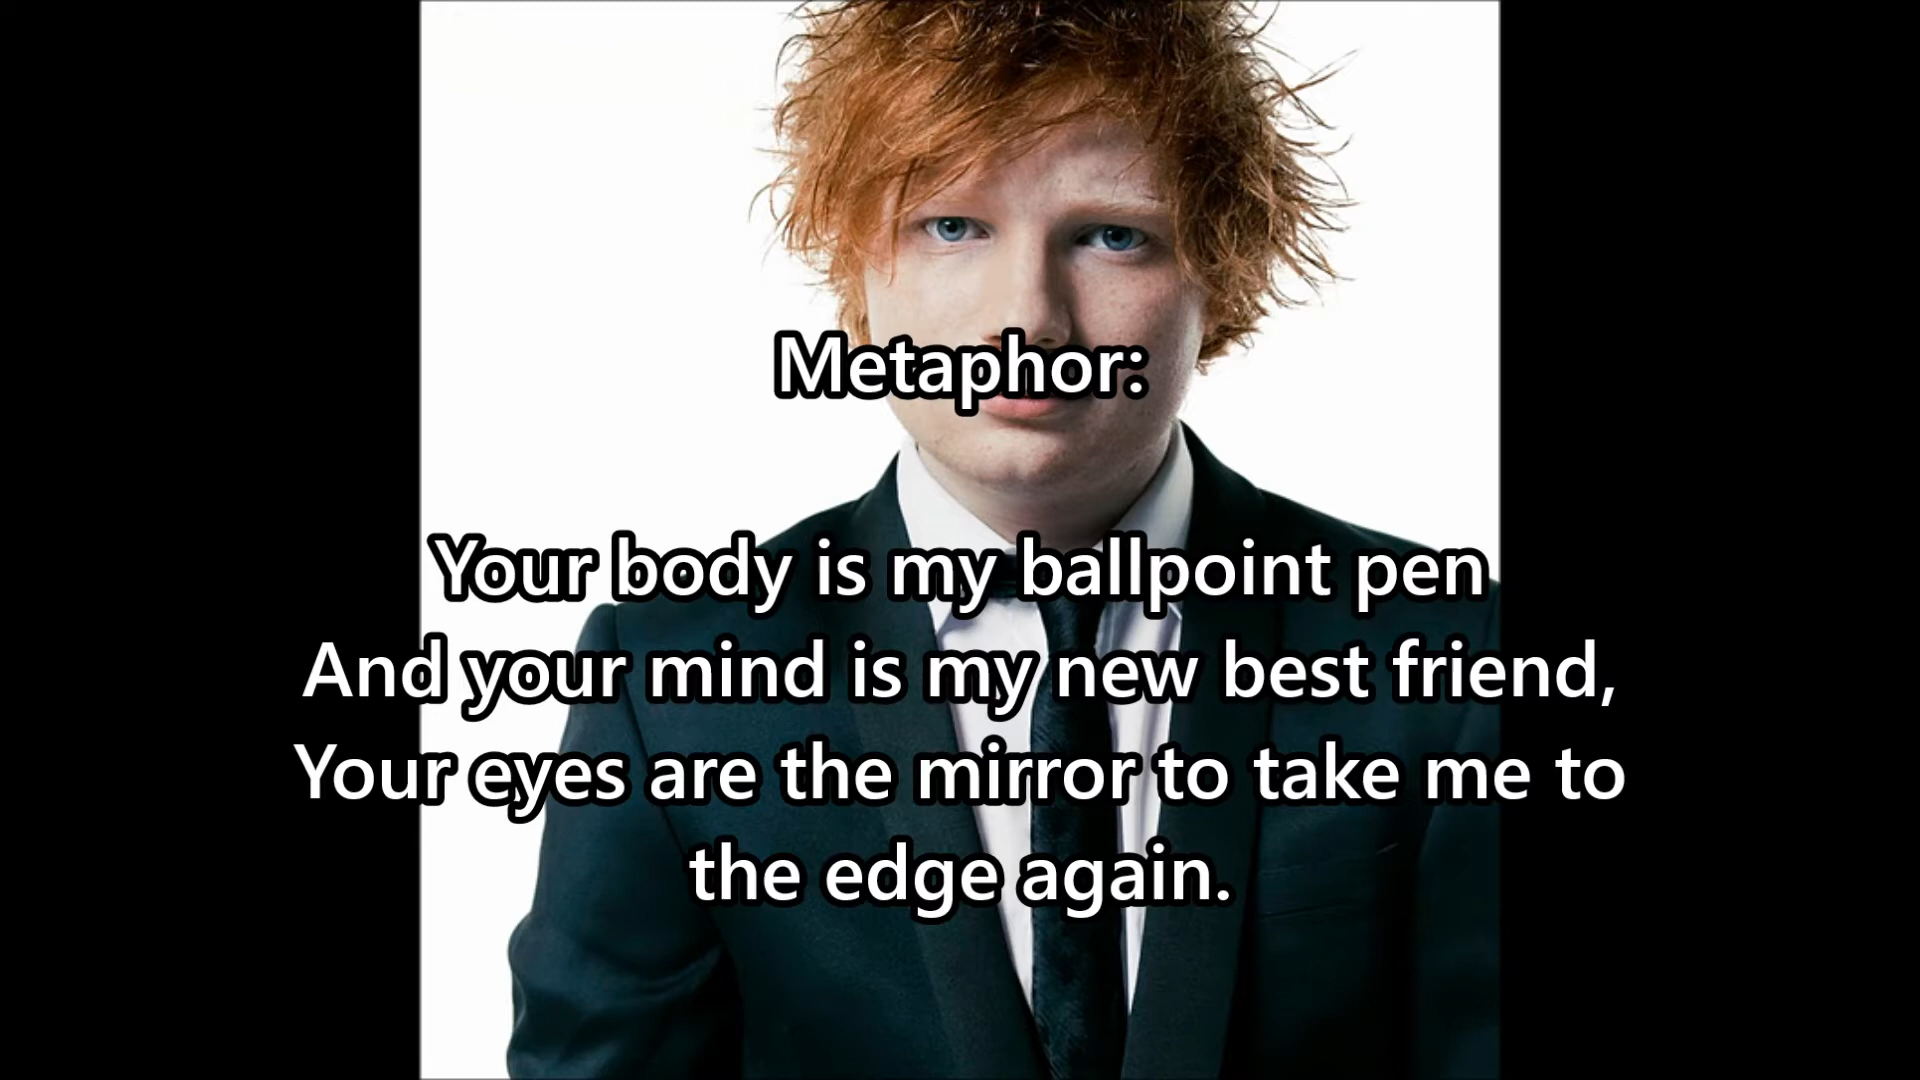 Metaphor:
Your body is my ballpoint pen
And your mind is my new best friend,
Your eyes are the mirror to take me to
the edge again.